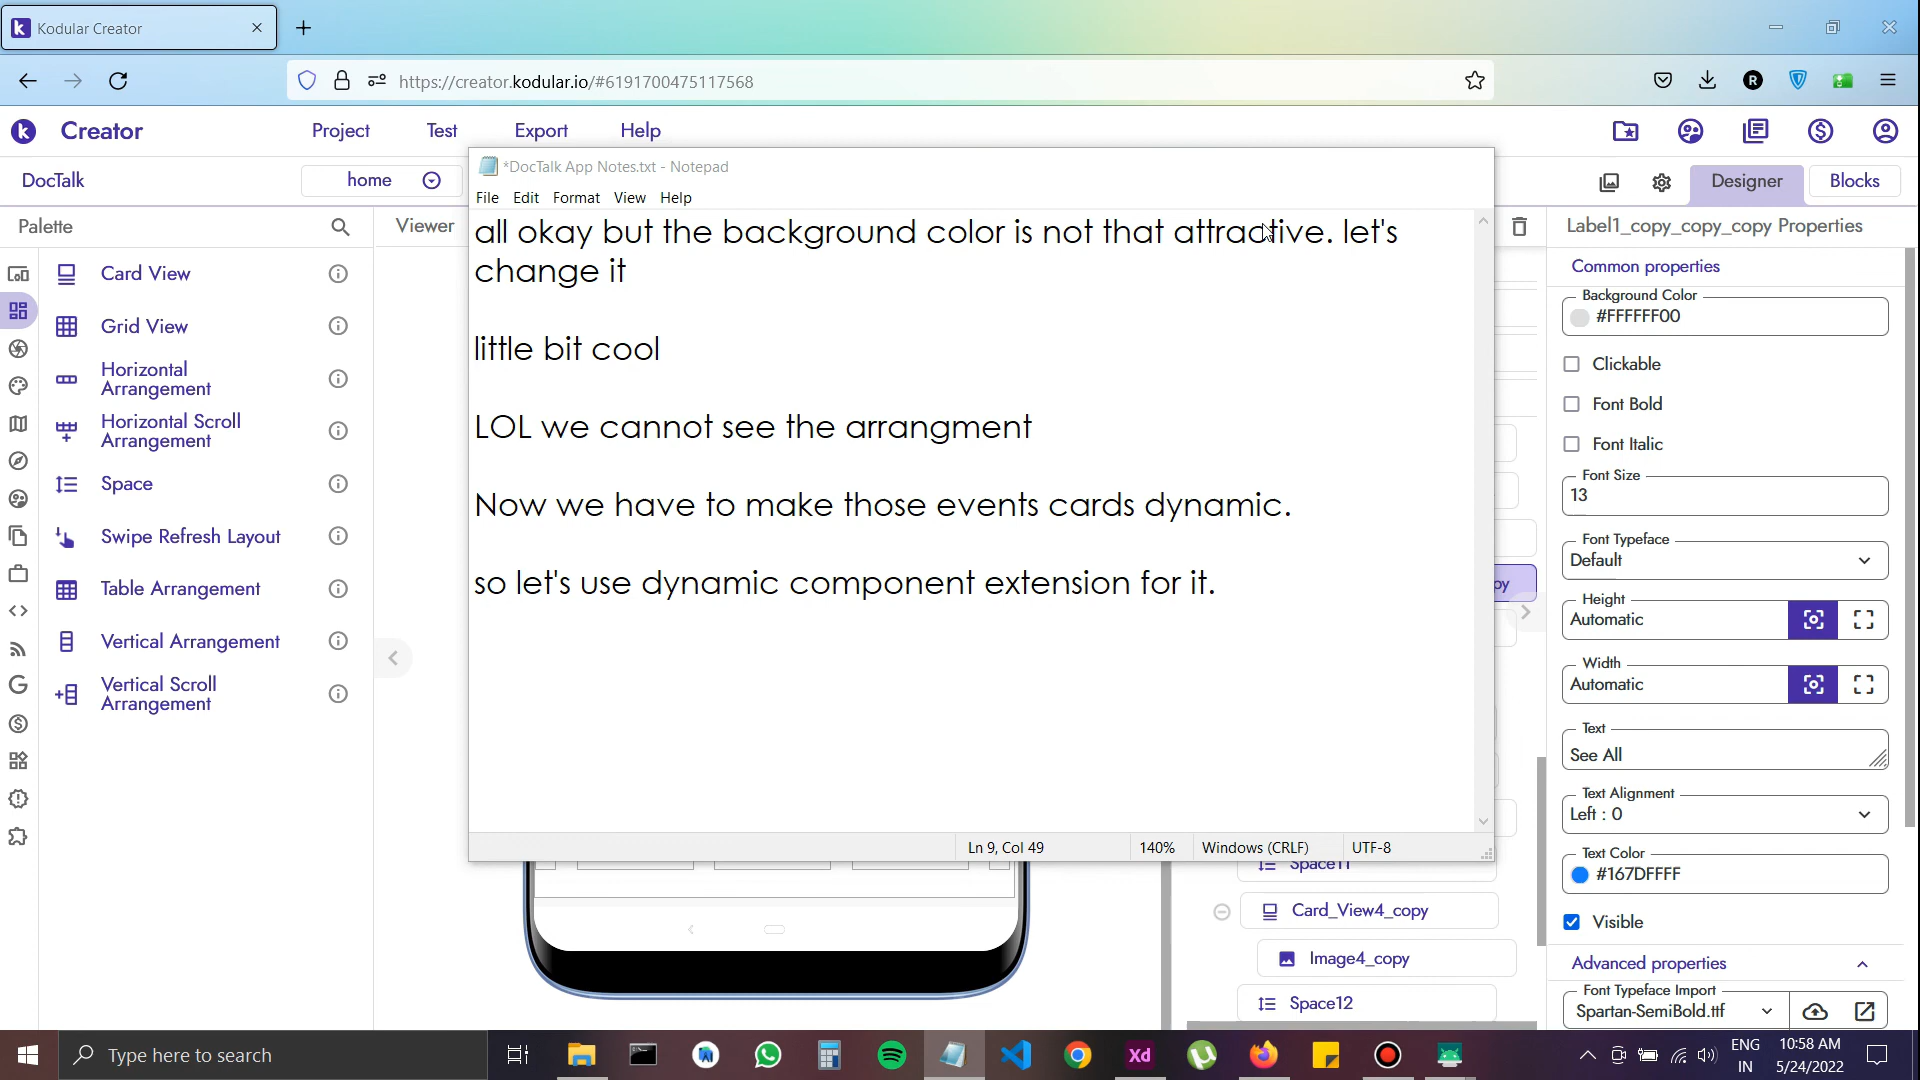 Kodular Creator
https://creator.kodular.io/#6191700475117568
Creator
Project
Test
Export
Help
DocTalk
home
Designer
Blocks
Palette
Viewer
Card View
Grid View
Horizontal
Arrangement
Horizontal Scroll
Arrangement
Space
Swipe Refresh Layout
Table Arrangement
Vertical Arrangement
Vertical Scroll
Arrangement
*DocTalk App Notes.txt - Notepad
File Edit Format View Help
all okay but the background color is not that attractive. let's
change it
little bit cool
LOL we cannot see the arrangment
Now we have to make those events cards dynamic.
so let's use dynamic component extension for it.
Ln 9, Col 49
140%
Windows (CRLF)
UTF-8
py
Space11
Card_View4_copy
Image4_copy
Space12
Label1_copy_copy_copy Properties
Common properties
Background Color
#FFFFFF00
Clickable
Font Bold
Font Italic
Font Size
13
Font Typeface
Default
Height
Automatic
Width
Automatic
Text
See All
Text Alignment
Left : 0
Text Color
#167DFFFF
Visible
Advanced properties
Font Typeface Import
Spartan-SemiBold.ttf
Type here to search
Xd
ENG
IN
10:58 AM
5/24/2022